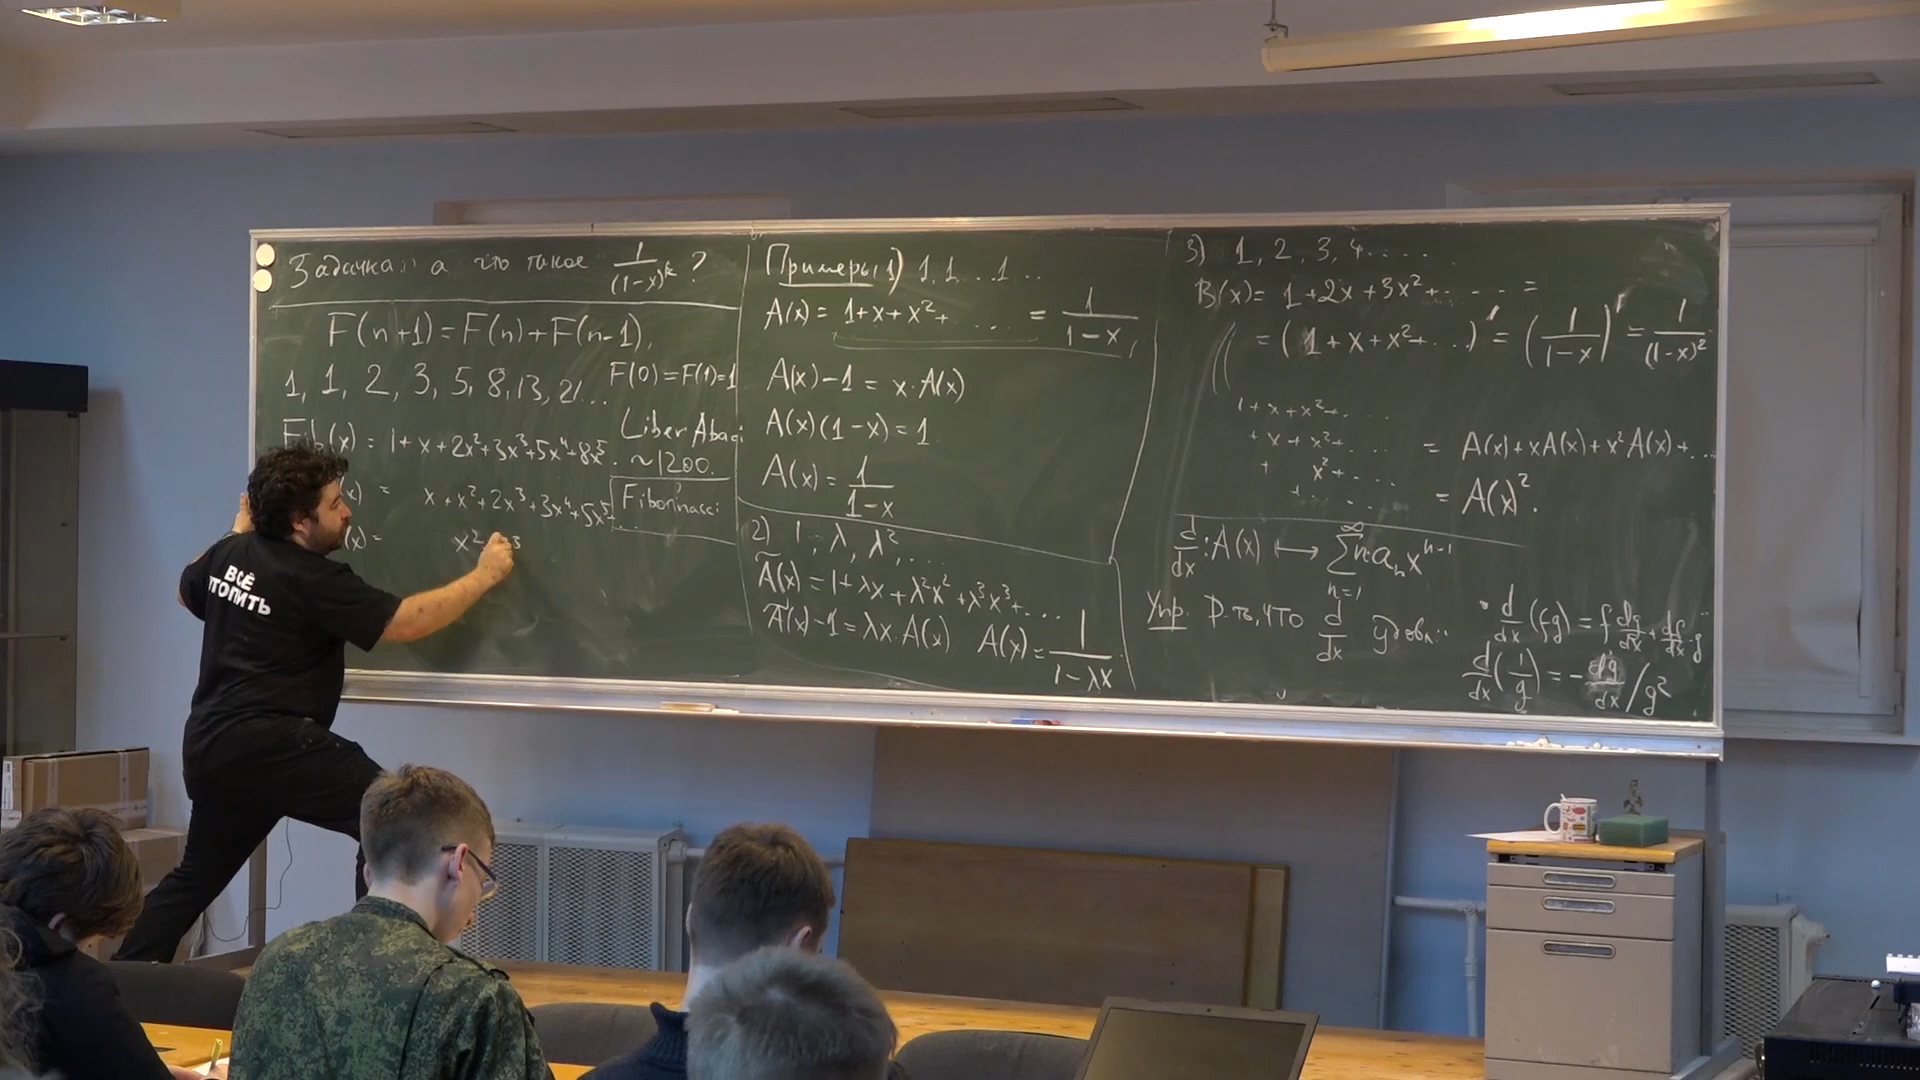 Задачка: а что такое 1/(1-x)^k ?
F(n+1) = F(n) + F(n-1),
1, 1, 2, 3, 5, 8, 13, 21...
F(0) = F(1) = 1
Fib(x) = 1 + x + 2x² + 3x³ + 5x⁴ + 8x⁵
Liber Abaci
~1200.
Fibonacci
x) = x + x² + 2x³ + 3x⁴ + 5x⁵ ...
(x) = x²
ВСЁ
ТОПИТЬ
Примеры 1) 1, 1...1...
A(x) = 1 + x + x² + .... = 1/(1-x),
A(x) - 1 = x·A(x)
A(x)(1-x) = 1
A(x) = 1/(1-x)
2) 1, λ, λ², ...
Ã(x) = 1 + λx + λ²x² + λ³x³ + ...
Ã(x) - 1 = λx·A(x) A(x) = 1/(1-λx)
3) 1, 2, 3, 4.....
B(x) = 1 + 2x + 3x² + ..... =
= (1 + x + x² + ...)' = (1/(1-x))' = 1/(1-x)²
1 + x + x² + ....
+ x + x² + .... = A(x) + xA(x) + x²A(x) + ...
+ x² + ....
+ .... = A(x)².
d/dx : A(x) ⟼ ∑_{n=1}^{∞} n·aₙxⁿ⁻¹
Упр. Д-ть, что d/dx удовл.:
• d/dx (fg) = f dg/dx + df/dx·g
d/dx (1/g) = - dg/dx / g²